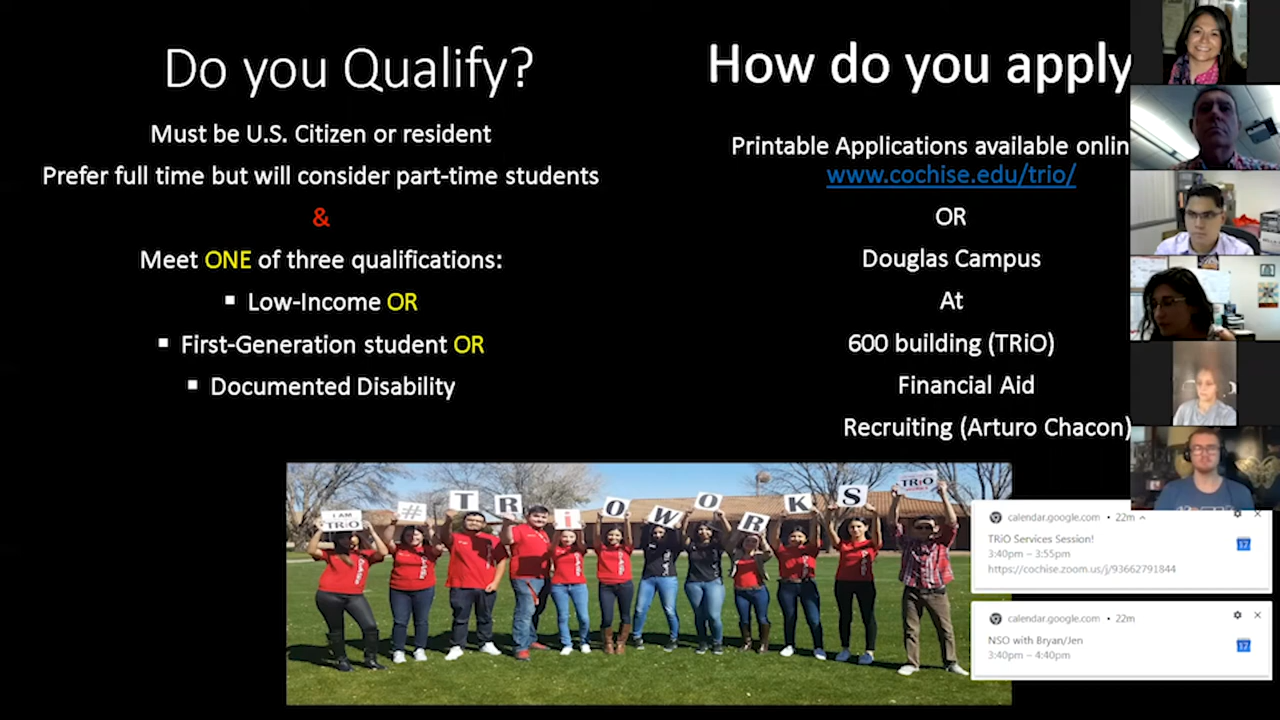 Do you Qualify?
Must be U.S. Citizen or resident
Prefer full time but will consider part-time students
&
Meet ONE of three qualifications:
Low-Income OR
First-Generation student OR
Documented Disability
How do you apply
Printable Applications available onlin
www.cochise.edu/trio/
OR
Douglas Campus
At
600 building (TRiO)
Financial Aid
Recruiting (Arturo Chacon)
I AM
TRiO
# T R i O W O R K S
TRiO
calendar.google.com • 22m
TRiO Services Session!
3:40pm – 3:55pm
https://cochise.zoom.us/j/93662791844
calendar.google.com • 22m
NSO with Bryan/Jen
3:40pm – 4:40pm
17
17